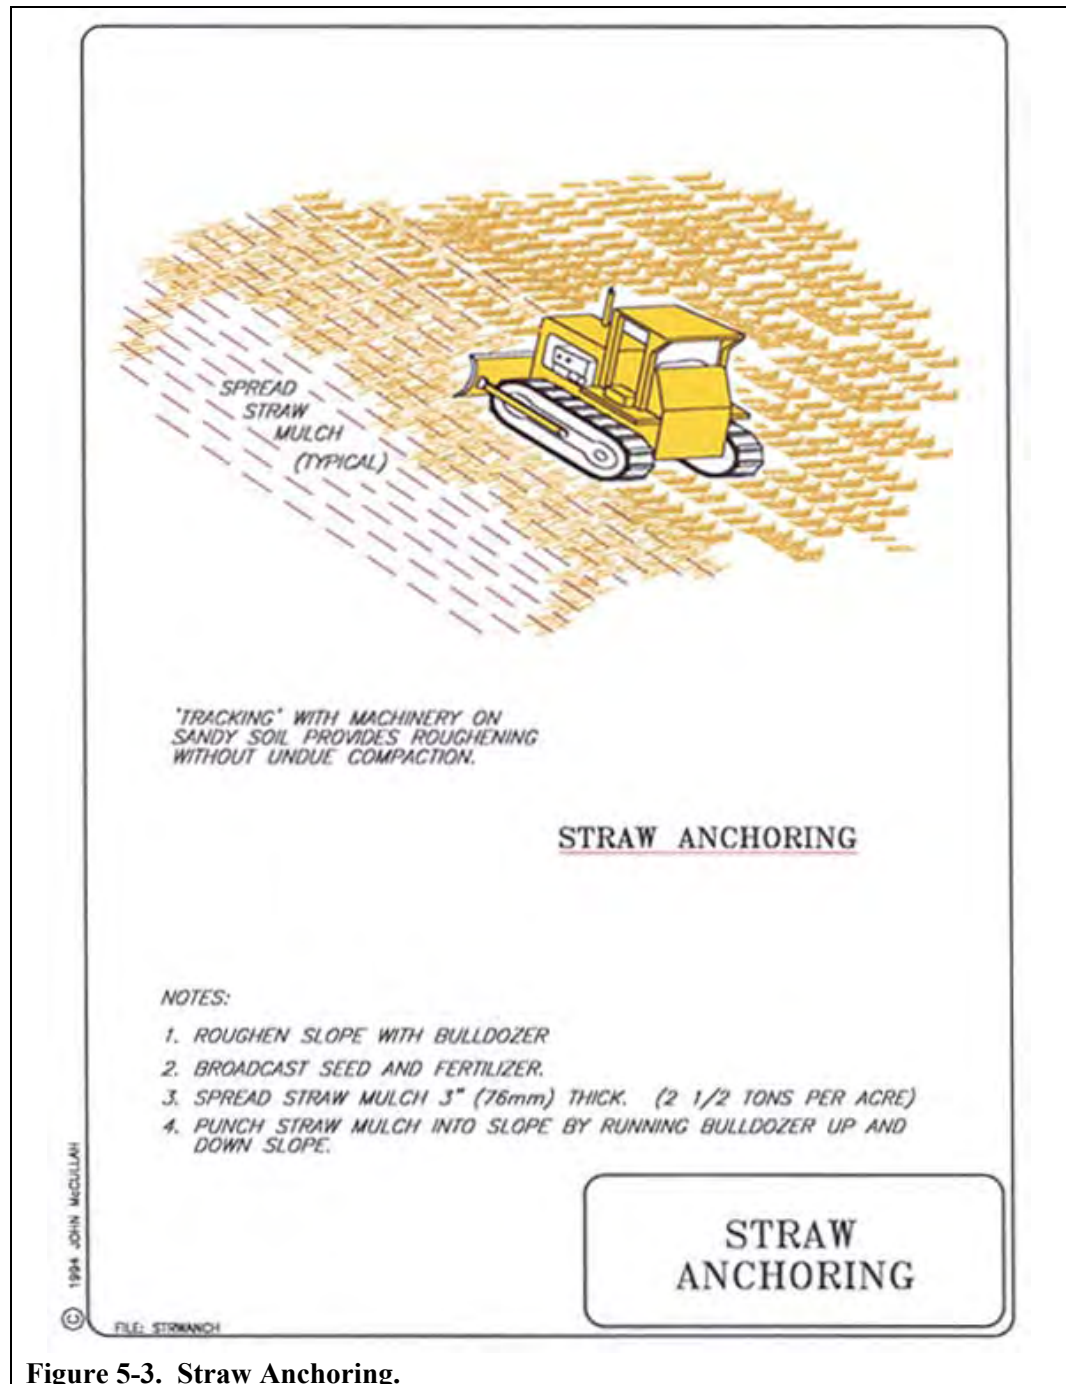 SPREAD
STRAW
MULCH
(TYPICAL)
"TRACKING" WITH MACHINERY ON
SANDY SOIL PROVIDES ROUGHENING
WITHOUT UNDUE COMPACTION.
STRAW ANCHORING
NOTES:
1. ROUGHEN SLOPE WITH BULLDOZER
2. BROADCAST SEED AND FERTILIZER.
3. SPREAD STRAW MULCH 3" (76mm) THICK. (2 1/2 TONS PER ACRE)
4. PUNCH STRAW MULCH INTO SLOPE BY RUNNING BULLDOZER UP AND
DOWN SLOPE.
© 1994 JOHN McCULLAH
STRAW
ANCHORING
FILE: STRWANCH
Figure 5-3. Straw Anchoring.